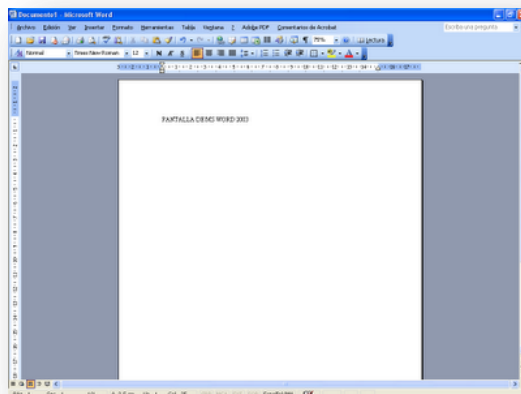 Documento1 - Microsoft Word
Archivo Edición Ver Insertar Formato Herramientas Tabla Ventana ? Adobe PDF Comentarios de Acrobat
Escriba una pregunta
75% Lectura
Normal Times New Roman 12 N K S
PANTALLA DE MS WORD 2003